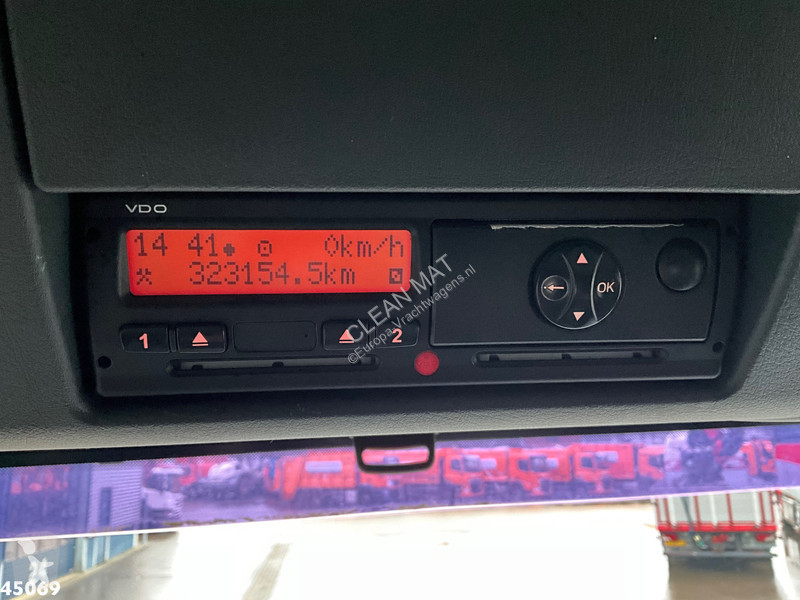 VDO
14 41 0km/h
323154.5km
1 2
OK
CLEAN MAT
©Europa.Vrachtwagens.nl
45069